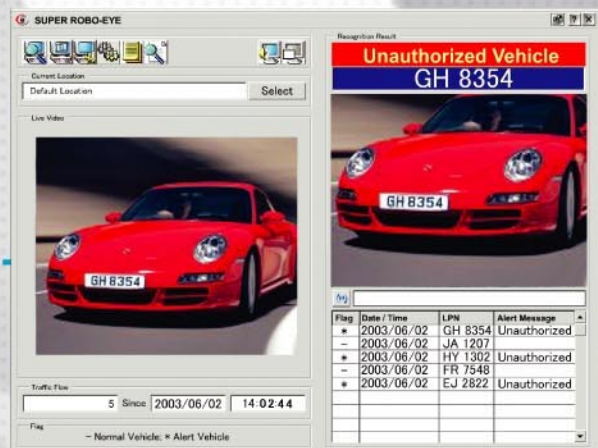 SUPER ROBO-EYE
Current Location
Default Location
Select
Live Video
GH 8354
Traffic Flow
5 Since 2003/06/02 14:02:44
Flag
- Normal Vehicle: * Alert Vehicle
Recognition Result
Unauthorized Vehicle
GH 8354
GH 8354
Flag Date / Time LPN Alert Message
* 2003/06/02 GH 8354 Unauthorized
- 2003/06/02 JA 1207
* 2003/06/02 HY 1302 Unauthorized
- 2003/06/02 FR 7548
* 2003/06/02 EJ 2822 Unauthorized